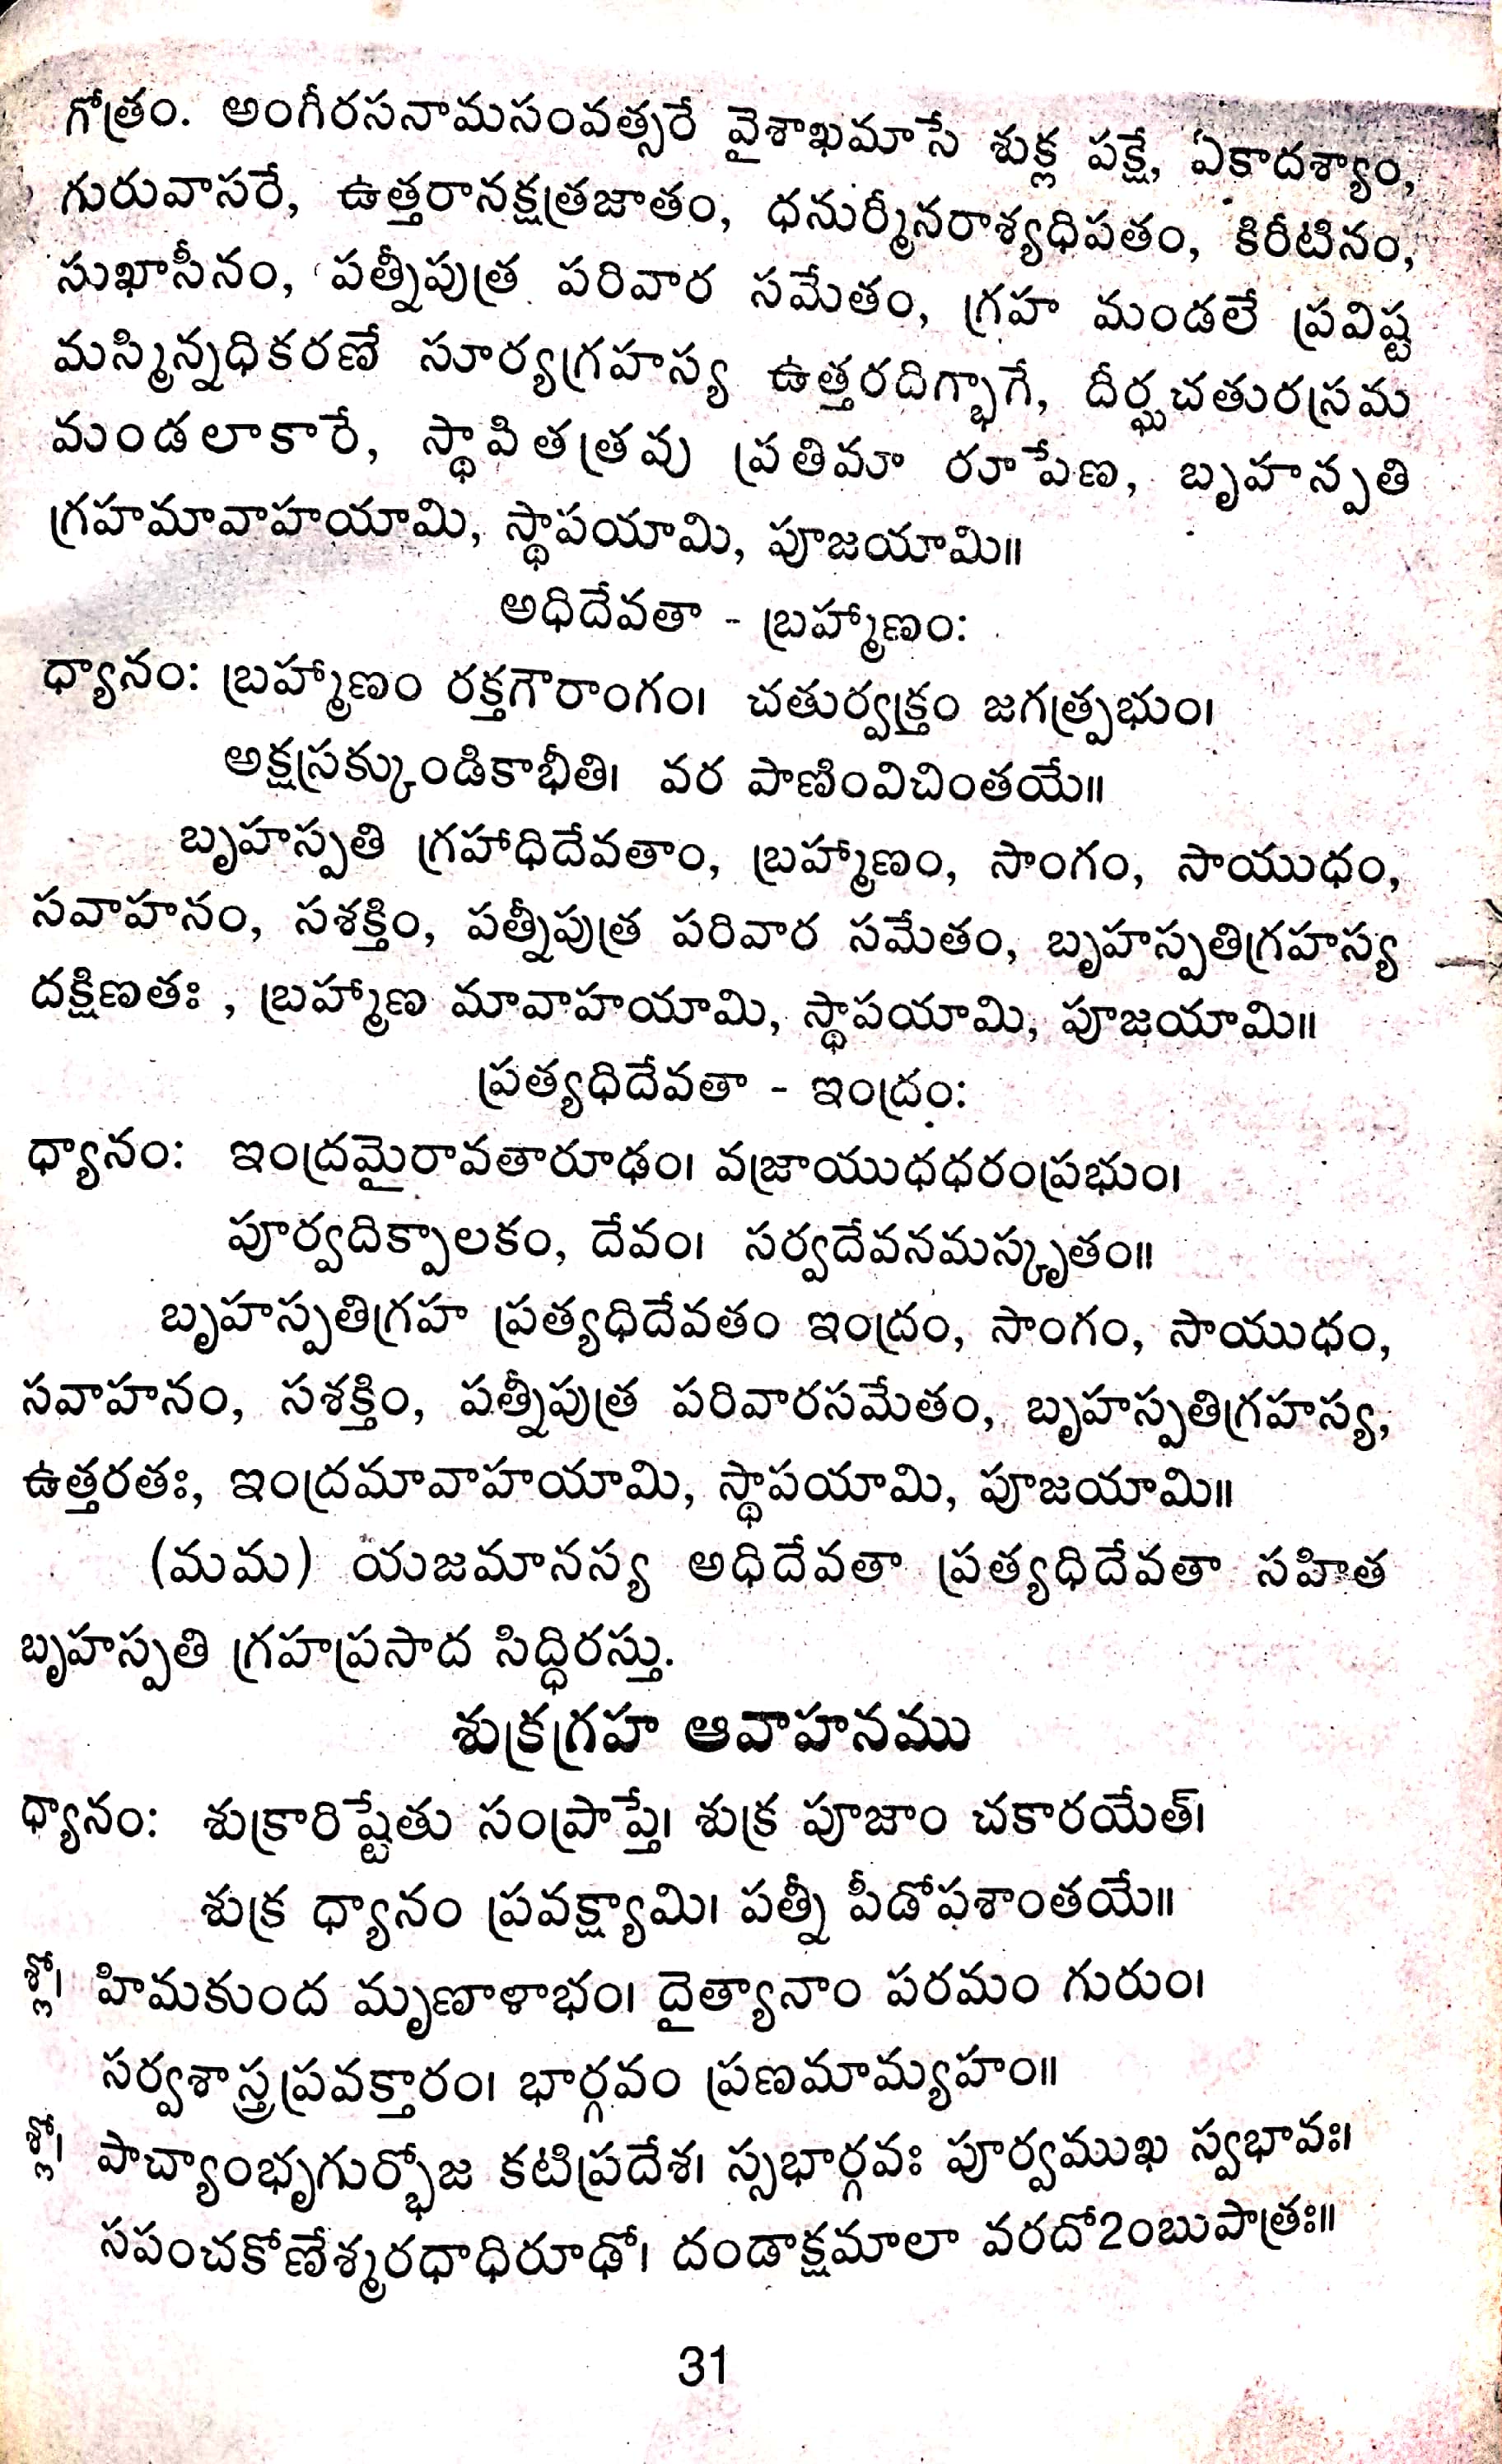 గోత్రం. అంగీరసనామసంవత్సరే వైశాఖమాసే శుక్ల పక్షే, ఏకాదశ్యాం,
గురువాసరే, ఉత్తరానక్షత్రజాతం, ధనుర్మీనరాశ్యధిపతం, కిరీటినం,
సుఖాసీనం, పత్నీపుత్ర పరివార సమేతం, గ్రహ మండలే ప్రవిష్ట
మస్మిన్నధికరణే సూర్యగ్రహస్య ఉత్తరదిగ్భాగే, దీర్ఘచతురస్రమ
మండలాకారే, స్థాపితత్రవు ప్రతిమా రూపేణ, బృహన్పతి
గ్రహమావాహయామి, స్థాపయామి, పూజయామి॥
అధిదేవతా - బ్రహ్మాణం:
ధ్యానం: బ్రహ్మాణం రక్తగౌరాంగం। చతుర్వక్త్రం జగత్ప్రభుం।
అక్షస్రక్కుండికాభీతి। వర పాణింవిచింతయే॥
బృహస్పతి గ్రహాధిదేవతాం, బ్రహ్మాణం, సాంగం, సాయుధం,
సవాహనం, సశక్తిం, పత్నీపుత్ర పరివార సమేతం, బృహస్పతిగ్రహస్య
దక్షిణతః , బ్రహ్మాణ మావాహయామి, స్థాపయామి, పూజయామి॥
ప్రత్యధిదేవతా - ఇంద్రం:
ధ్యానం: ఇంద్రమైరావతారూఢం। వజ్రాయుధధరంప్రభుం।
పూర్వదిక్పాలకం, దేవం। సర్వదేవనమస్కృతం॥
బృహస్పతిగ్రహ ప్రత్యధిదేవతం ఇంద్రం, సాంగం, సాయుధం,
సవాహనం, సశక్తిం, పత్నీపుత్ర పరివారసమేతం, బృహస్పతిగ్రహస్య,
ఉత్తరతః, ఇంద్రమావాహయామి, స్థాపయామి, పూజయామి॥
(మమ) యజమానస్య అధిదేవతా ప్రత్యధిదేవతా సహిత
బృహస్పతి గ్రహప్రసాద సిద్ధిరస్తు.
శుక్రగ్రహ ఆవాహనము
ధ్యానం: శుక్రారిష్టేతు సంప్రాప్తే। శుక్ర పూజాం చకారయేత్।
శుక్ర ధ్యానం ప్రవక్ష్యామి। పత్నీ పీడోపశాంతయే॥
శ్లో। హిమకుంద మృణాళాభం। దైత్యానాం పరమం గురుం।
సర్వశాస్త్రప్రవక్తారం। భార్గవం ప్రణమామ్యహం॥
శ్లో। పాచ్యాంభృగుర్భోజ కటిప్రదేశ। స్సభార్గవః పూర్వముఖ స్వభావః।
సపంచకోణేశ్మరధాధిరూఢో। దండాక్షమాలా వరదో2ంబుపాత్రః॥
31